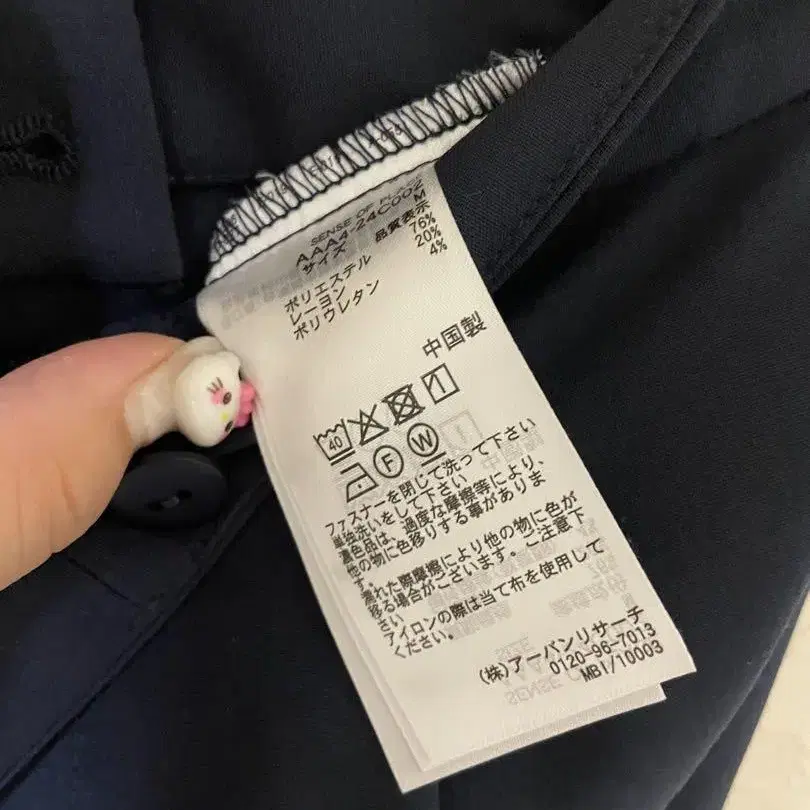 SENSE OF PLACE
AAA4-24C002
サイズ M
品質表示
ポリエステル 76%
レーヨン 20%
ポリウレタン 4%
中国製
40
F W
ファスナーを閉じて洗って下さい
単独洗いをして下さい
濃色品は、過度な摩擦等により、
他の物に色移りする事がありま
す。
濡れた際摩擦により他の物に色が
移る場合がございます。ご注意下
さい
アイロンの際は当て布を使用して
ください。
(株)アーバンリサーチ
0120-96-7013
MBI/10003